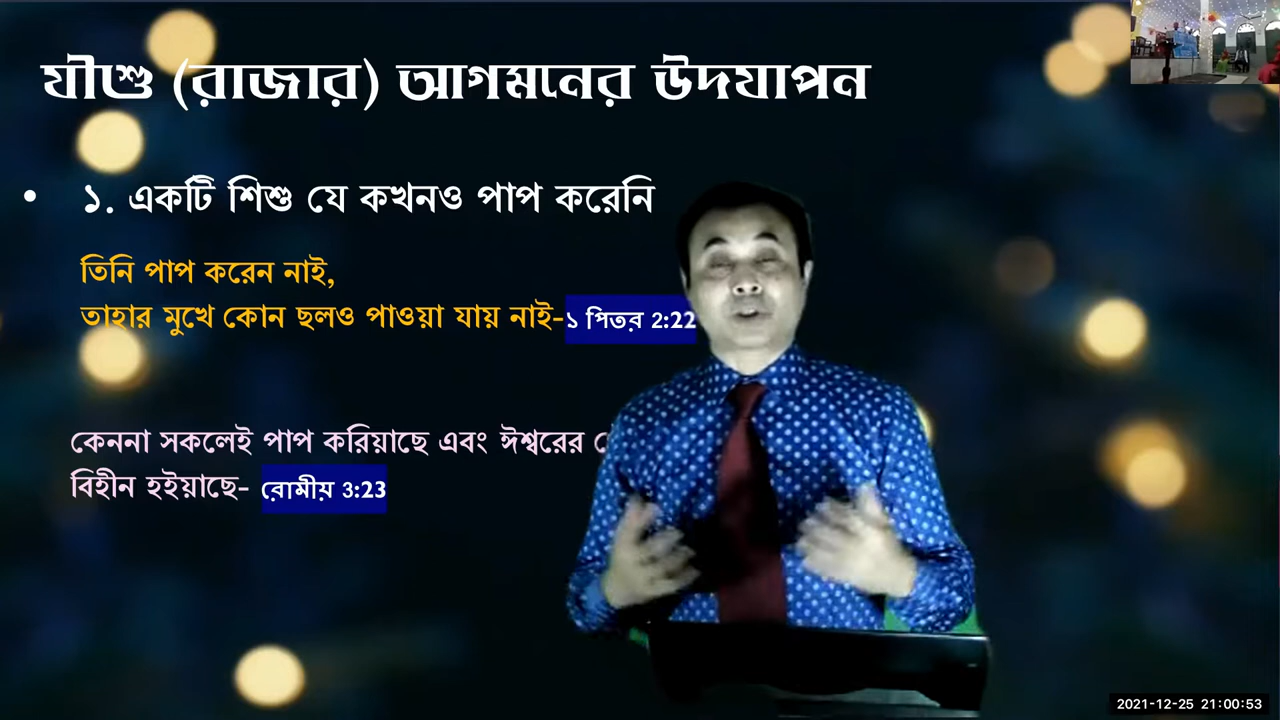 যীশু (রাজার) আগমনের উদযাপন
• ১. একটি শিশু যে কখনও পাপ করেনি
তিনি পাপ করেন নাই,
তাহার মুখে কোন ছলও পাওয়া যায় নাই-১ পিতর 2:22
কেননা সকলেই পাপ করিয়াছে এবং ঈশ্বরের
বিহীন হইয়াছে- রোমীয় 3:23
2021-12-25 21:00:53